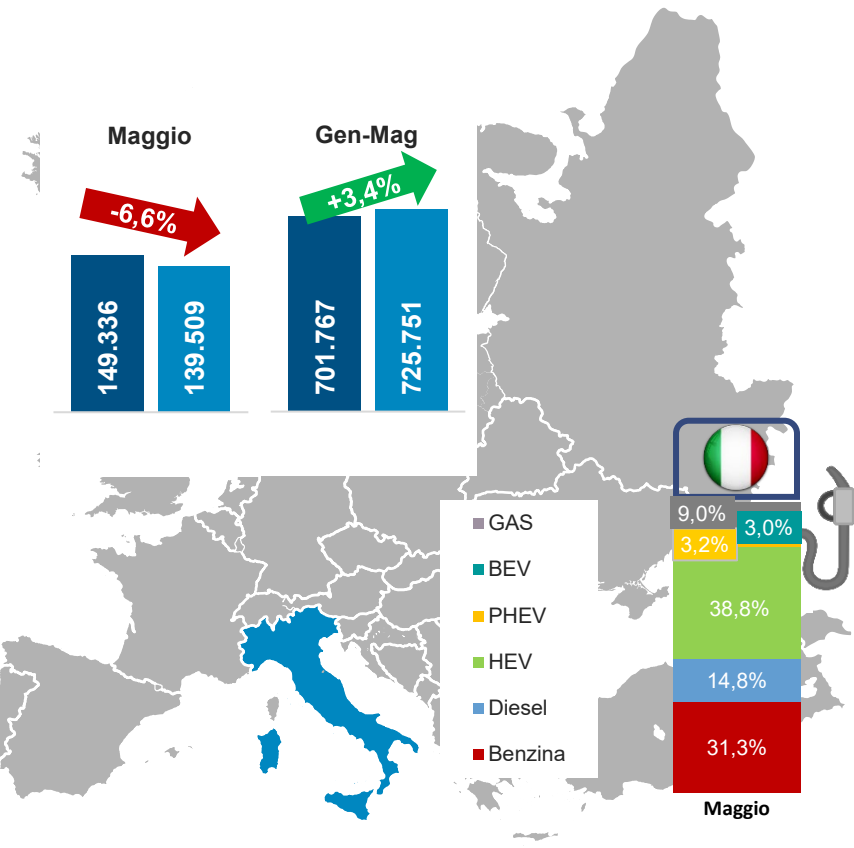 Maggio
Gen-Mag
-6,6%
+3,4%
149.336
139.509
701.767
725.751
GAS
BEV
PHEV
HEV
Diesel
Benzina
9,0%
3,0%
3,2%
38,8%
14,8%
31,3%
Maggio